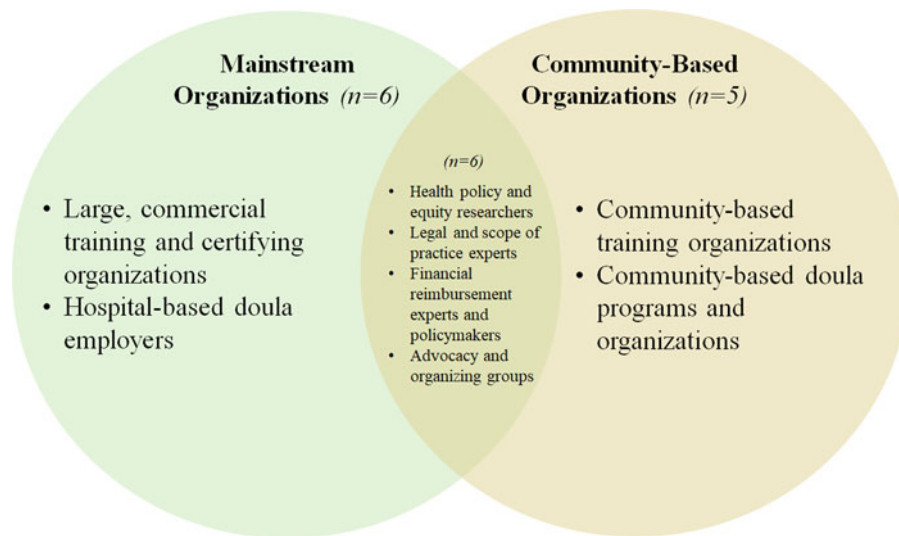 Mainstream
Organizations (n=6)
• Large, commercial
training and certifying
organizations
• Hospital-based doula
employers
(n=6)
• Health policy and
equity researchers
• Legal and scope of
practice experts
• Financial
reimbursement
experts and
policymakers
• Advocacy and
organizing groups
Community-Based
Organizations (n=5)
• Community-based
training organizations
• Community-based doula
programs and
organizations